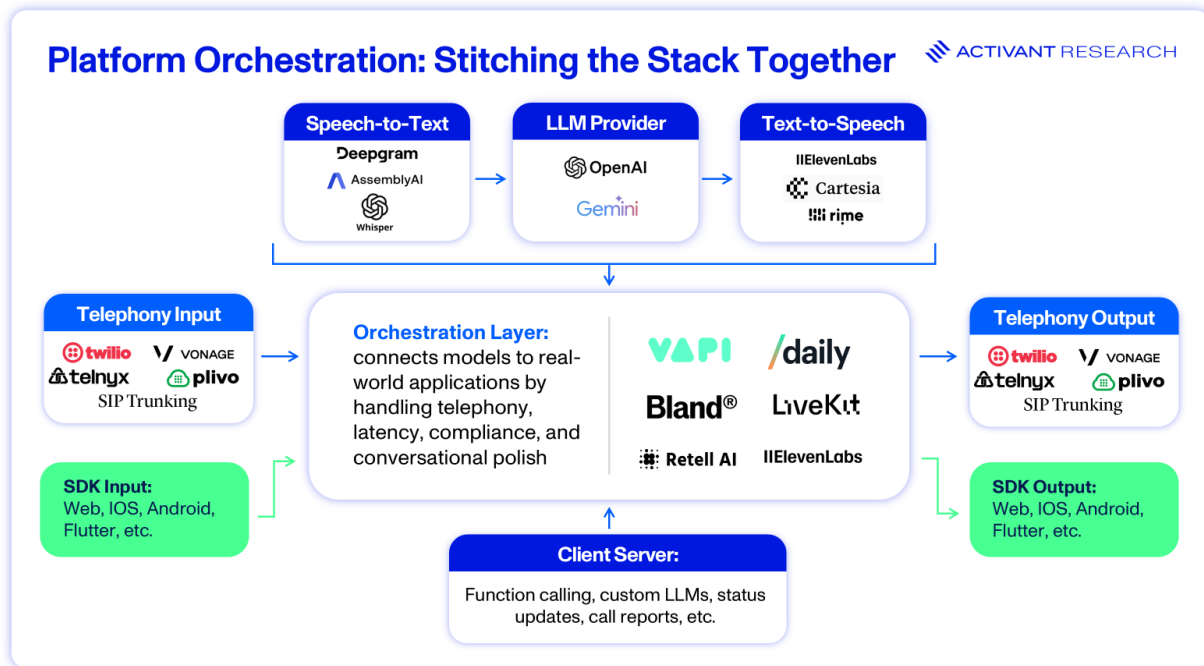 Platform Orchestration: Stitching the Stack Together
ACTIVANT RESEARCH
Speech-to-Text
Deepgram
AssemblyAI
Whisper
LLM Provider
OpenAI
Gemini
Text-to-Speech
IIElevenLabs
Cartesia
rime
Telephony Input
twilio
VONAGE
telnyx
plivo
SIP Trunking
SDK Input:
Web, IOS, Android,
Flutter, etc.
Orchestration Layer:
connects models to real-
world applications by
handling telephony,
latency, compliance, and
conversational polish
VAPI
/daily
Bland®
LiveKit
Retell AI
IIElevenLabs
Telephony Output
twilio
VONAGE
telnyx
plivo
SIP Trunking
SDK Output:
Web, IOS, Android,
Flutter, etc.
Client Server:
Function calling, custom LLMs, status
updates, call reports, etc.